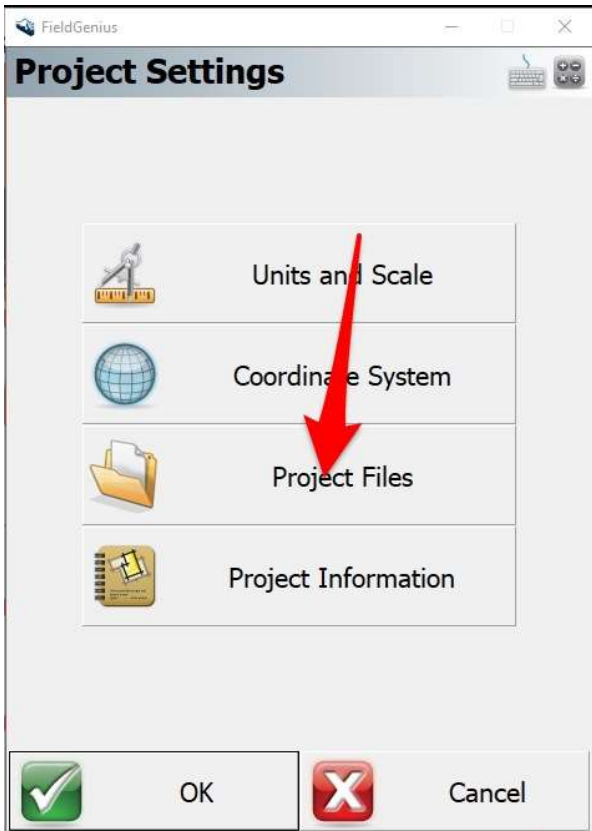 FieldGenius
Project Settings
Units and Scale
Coordinate System
Project Files
Project Information
OK
Cancel